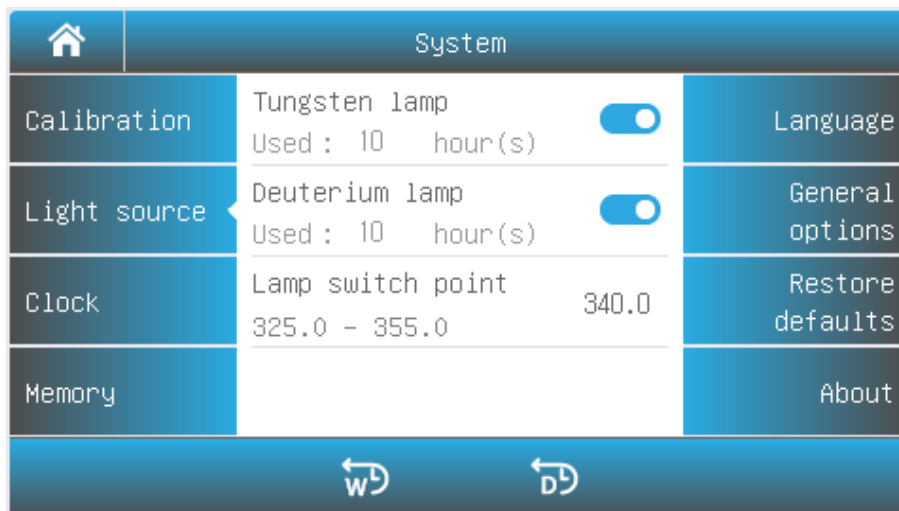 System
Calibration
Light source
Clock
Memory
Tungsten lamp
Used : 10 hour(s)
Deuterium lamp
Used : 10 hour(s)
Lamp switch point
325.0 - 355.0
340.0
Language
General
options
Restore
defaults
About
W
D